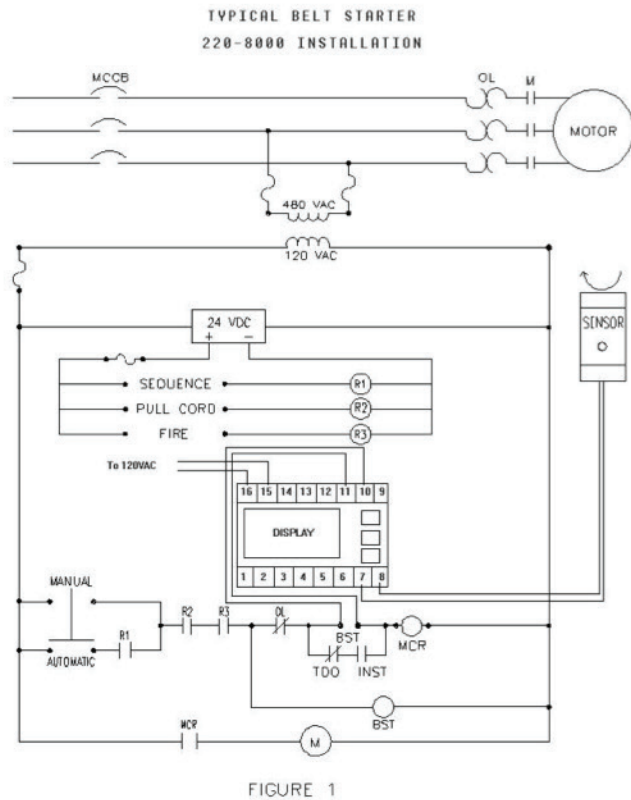 TYPICAL BELT STARTER
220-8000 INSTALLATION
MCCB
OL
M
MOTOR
480 VAC
120 VAC
24 VDC
+ −
SENSOR
SEQUENCE
R1
PULL CORD
R2
FIRE
R3
To 120VAC
16 15 14 13 12 11 10 9
DISPLAY
1 2 3 4 5 6 7 8
MANUAL
R1
AUTOMATIC
R2
R3
OL
BST
MCR
TDO
INST
BST
MCR
M
FIGURE 1